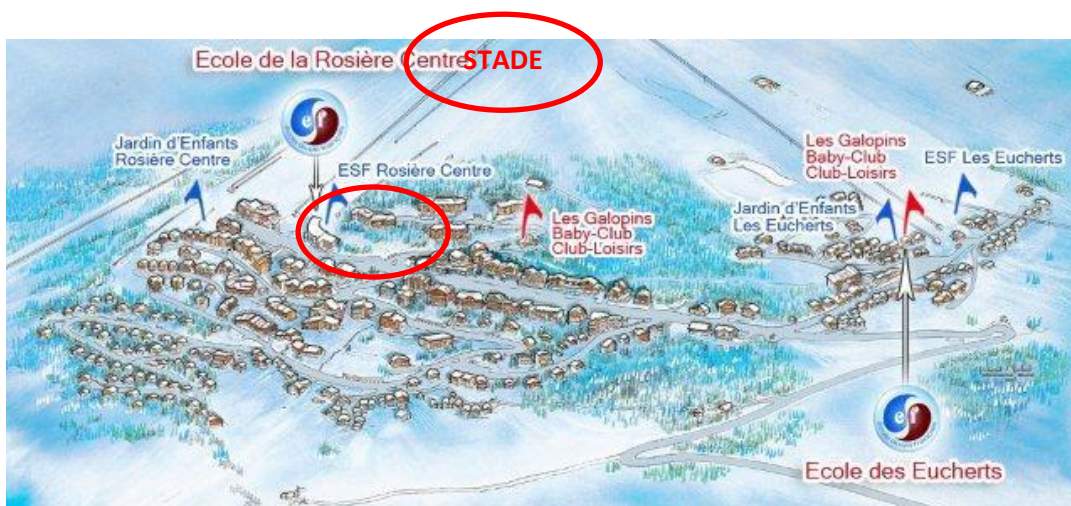 STADE
Ecole de la Rosière Centre
Jardin d'Enfants
Rosière Centre
ESF Rosière Centre
Les Galopins
Baby-Club
Club-Loisirs
Les Galopins
Baby-Club
Club-Loisirs
ESF Les Eucherts
Jardin d'Enfants
Les Eucherts
Ecole des Eucherts